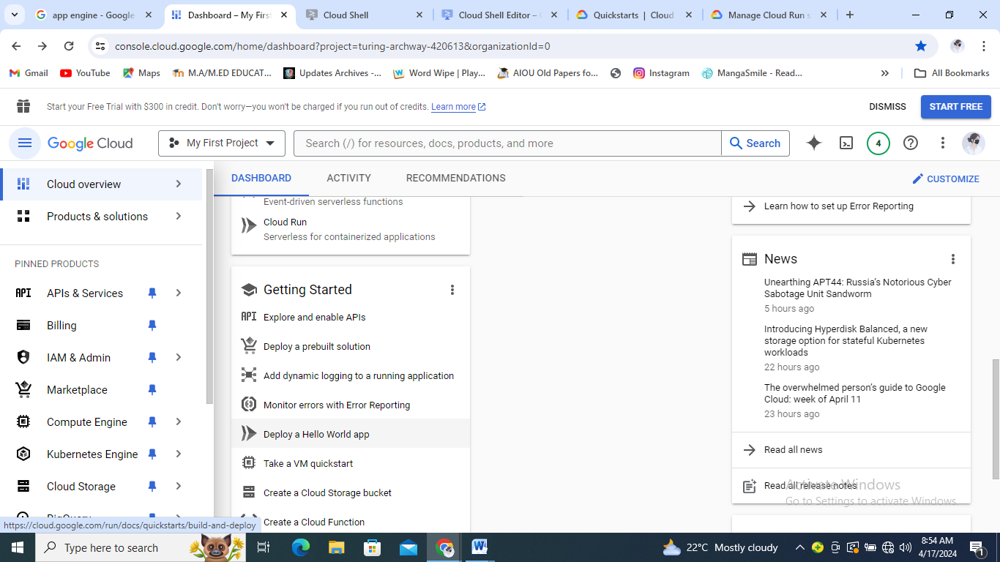 app engine - Google
Dashboard – My First
Cloud Shell
Cloud Shell Editor –
Quickstarts | Cloud
Manage Cloud Run s
console.cloud.google.com/home/dashboard?project=turing-archway-420613&organizationId=0
Gmail
YouTube
Maps
M.A/M.ED EDUCAT...
Updates Archives -...
Word Wipe | Play...
AIOU Old Papers fo...
Instagram
MangaSmile - Read...
All Bookmarks
Start your Free Trial with $300 in credit. Don't worry—you won't be charged if you run out of credits. Learn more
DISMISS
START FREE
Google Cloud
My First Project
Search (/) for resources, docs, products, and more
Search
4
Cloud overview
Products & solutions
PINNED PRODUCTS
API APIs & Services
Billing
IAM & Admin
Marketplace
Compute Engine
Kubernetes Engine
Cloud Storage
BigQuery
https://cloud.google.com/run/docs/quickstarts/build-and-deploy
DASHBOARD
ACTIVITY
RECOMMENDATIONS
CUSTOMIZE
Event-driven serverless functions
Cloud Run
Serverless for containerized applications
Getting Started
API Explore and enable APIs
Deploy a prebuilt solution
Add dynamic logging to a running application
Monitor errors with Error Reporting
Deploy a Hello World app
Take a VM quickstart
Create a Cloud Storage bucket
Create a Cloud Function
Learn how to set up Error Reporting
News
Unearthing APT44: Russia's Notorious Cyber
Sabotage Unit Sandworm
5 hours ago
Introducing Hyperdisk Balanced, a new
storage option for stateful Kubernetes
workloads
22 hours ago
The overwhelmed person's guide to Google
Cloud: week of April 11
23 hours ago
Read all news
Read all release notes
Activate Windows
Go to Settings to activate Windows.
Type here to search
22°C Mostly cloudy
8:54 AM
4/17/2024
1